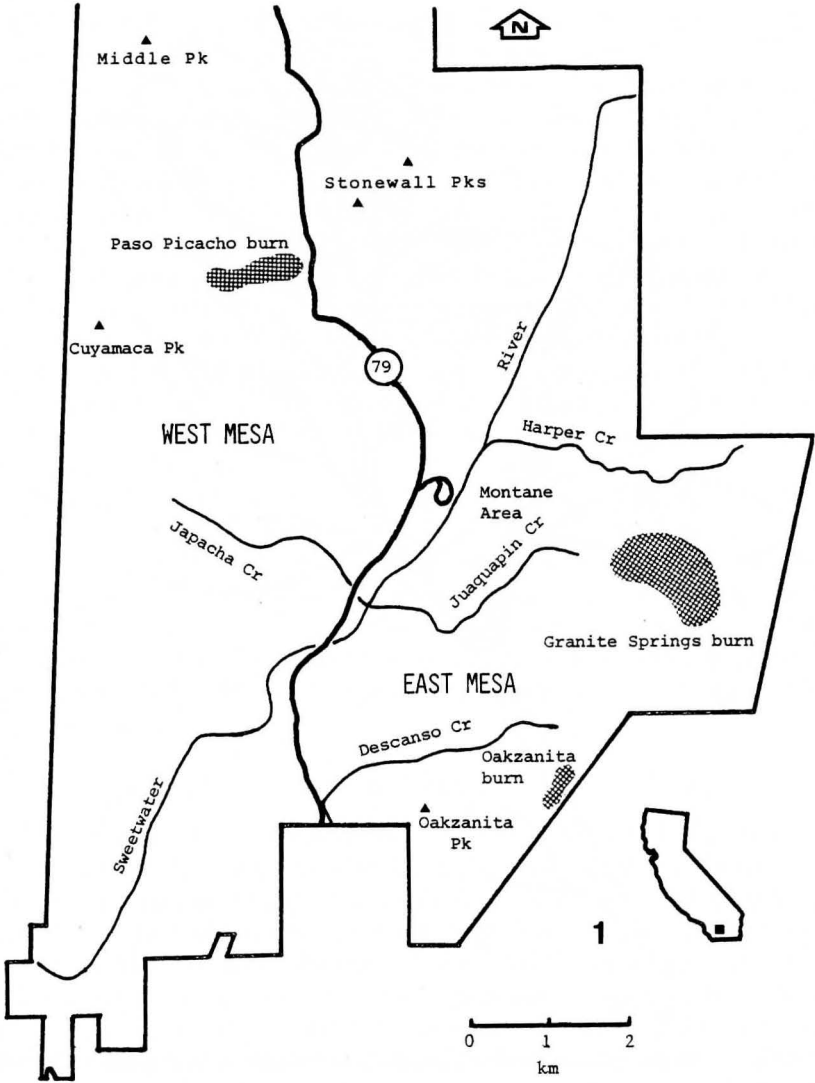 N
Middle Pk
Stonewall Pks
Paso Picacho burn
Cuyamaca Pk
79
River
Harper Cr
WEST MESA
Montane
Area
Japacha Cr
Juaquapin Cr
Granite Springs burn
EAST MESA
Descanso Cr
Oakzanita
burn
Sweetwater
Oakzanita
Pk
1
0 1 2
km